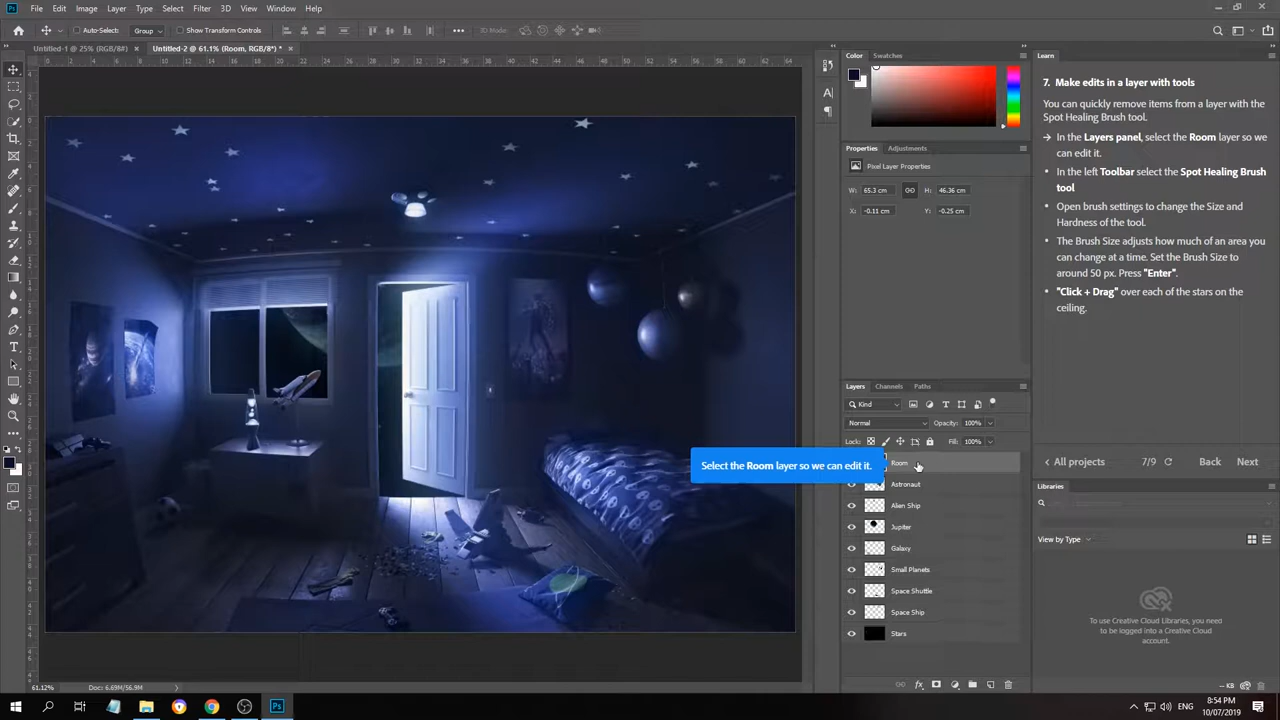 Ps File Edit Image Layer Type Select Filter 3D View Window Help
Auto-Select: Group Show Transform Controls 3D Mode:
Untitled-1 @ 25% (RGB/8#) × Untitled-2 @ 61.1% (Room, RGB/8*) * ×
Color Swatches
Learn
7. Make edits in a layer with tools
You can quickly remove items from a layer with the
Spot Healing Brush tool.
→ In the Layers panel, select the Room layer so we
can edit it.
• In the left Toolbar select the Spot Healing Brush
tool
• Open brush settings to change the Size and
Hardness of the tool.
• The Brush Size adjusts how much of an area you
can change at a time. Set the Brush Size to
around 50 px. Press "Enter".
• "Click + Drag" over each of the stars on the
ceiling.
Properties Adjustments
Pixel Layer Properties
W: 65.3 cm H: 46.36 cm
X: -0.11 cm Y: -0.25 cm
Layers Channels Paths
Kind
Normal Opacity: 100%
Lock: Fill: 100%
Select the Room layer so we can edit it.
Room
Astronaut
Alien Ship
Jupiter
Galaxy
Small Planets
Space Shuttle
Space Ship
Stars
All projects 7/9 Back Next
Libraries
View by Type
To use Creative Cloud Libraries, you
need to be logged into a Creative Cloud
account.
-- KB
61.12% Doc: 6.69M/56.9M
ENG
8:54 PM
10/07/2019